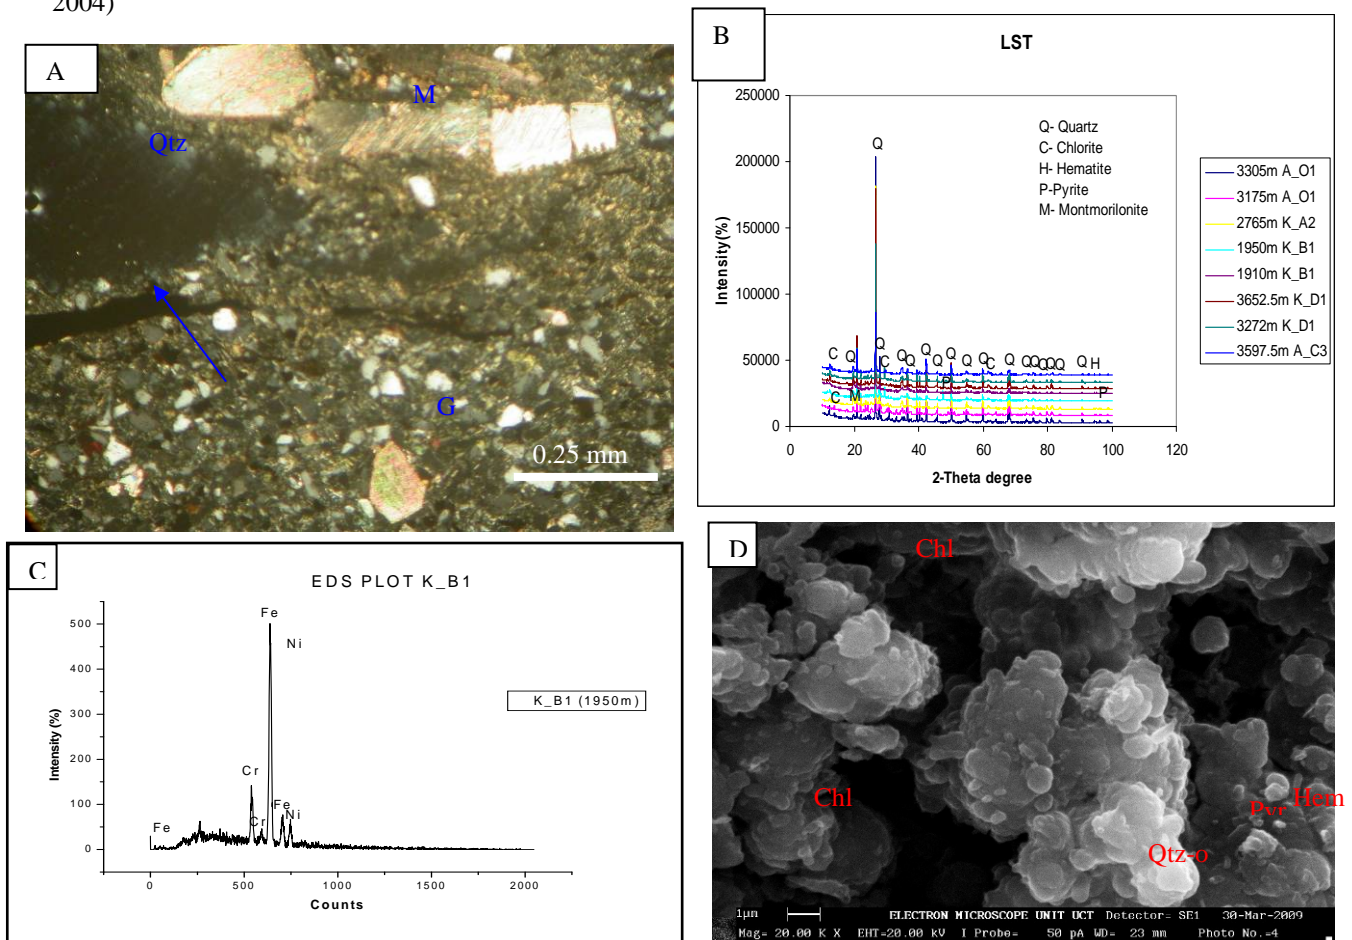 2004)
A
M
Qtz
G
0.25 mm
B
LST
250000
200000
150000
100000
50000
0
Intensity(%)
0 20 40 60 80 100 120
2-Theta degree
Q- Quartz
C- Chlorite
H- Hematite
P-Pyrite
M- Montmorilonite
Q
C Q Q C Q Q Q Q Q Q Q C Q Q Q Q Q Q Q Q H
C M P P
3305m A_O1
3175m A_O1
2765m K_A2
1950m K_B1
1910m K_B1
3652.5m K_D1
3272m K_D1
3597.5m A_C3
C
EDS PLOT K_B1
Fe
Ni
Cr
Fe
Cr
Ni
Fe
K_B1 (1950m)
500
400
300
200
100
0
Intensity (%)
0 500 1000 1500 2000
Counts
D
Chl
Chl
Pyr
Hem
Qtz-o
1µm ELECTRON MICROSCOPE UNIT UCT Detector= SE1 30-Mar-2009
Mag= 20.00 K X EHT=20.00 kV I Probe= 50 pA WD= 23 mm Photo No.=4